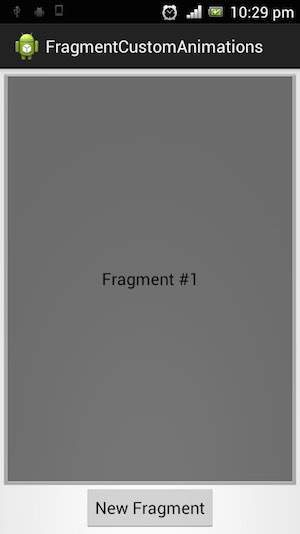 10:29 pm
FragmentCustomAnimations
Fragment #1
New Fragment